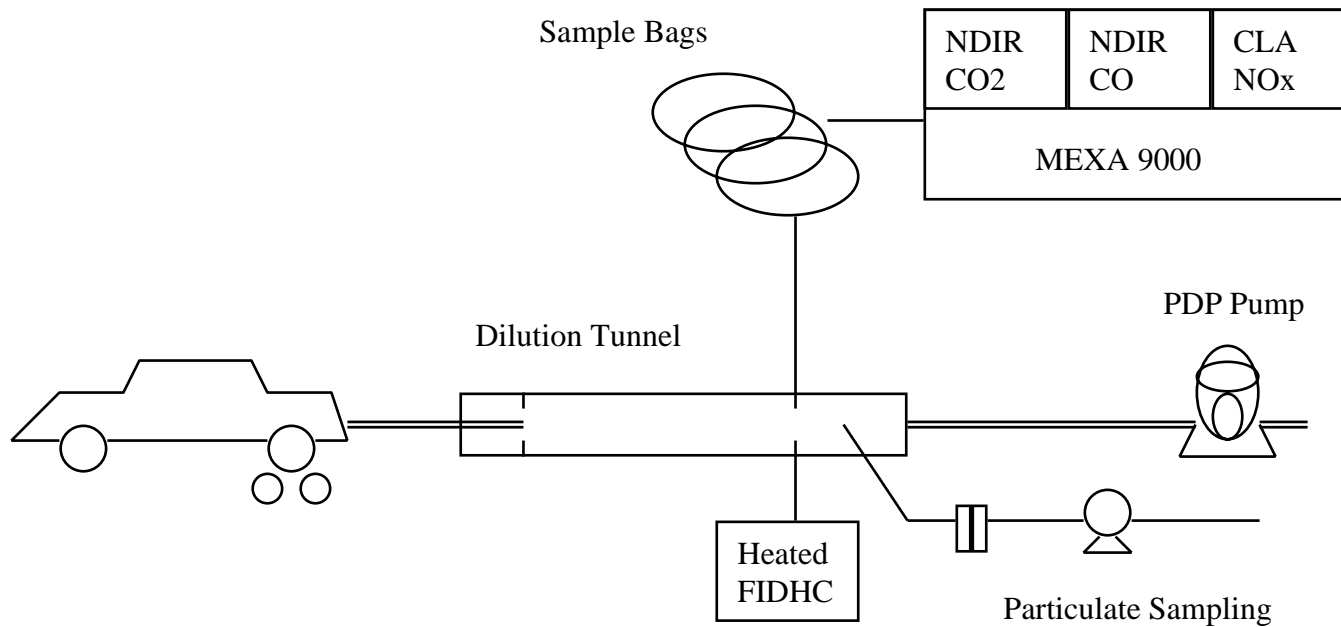 Sample Bags
NDIR
CO2
NDIR
CO
CLA
NOx
MEXA 9000
PDP Pump
Dilution Tunnel
Heated
FIDHC
Particulate Sampling